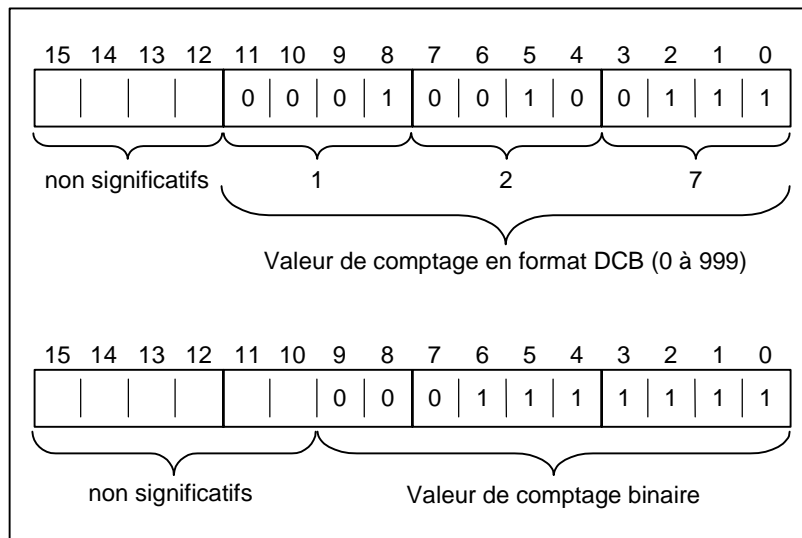 15 14 13 12 11 10 9 8 7 6 5 4 3 2 1 0
0 0 0 1 0 0 1 0 0 1 1 1
non significatifs 1 2 7
Valeur de comptage en format DCB (0 à 999)
15 14 13 12 11 10 9 8 7 6 5 4 3 2 1 0
0 0 0 1 1 1 1 1 1 1
non significatifs Valeur de comptage binaire